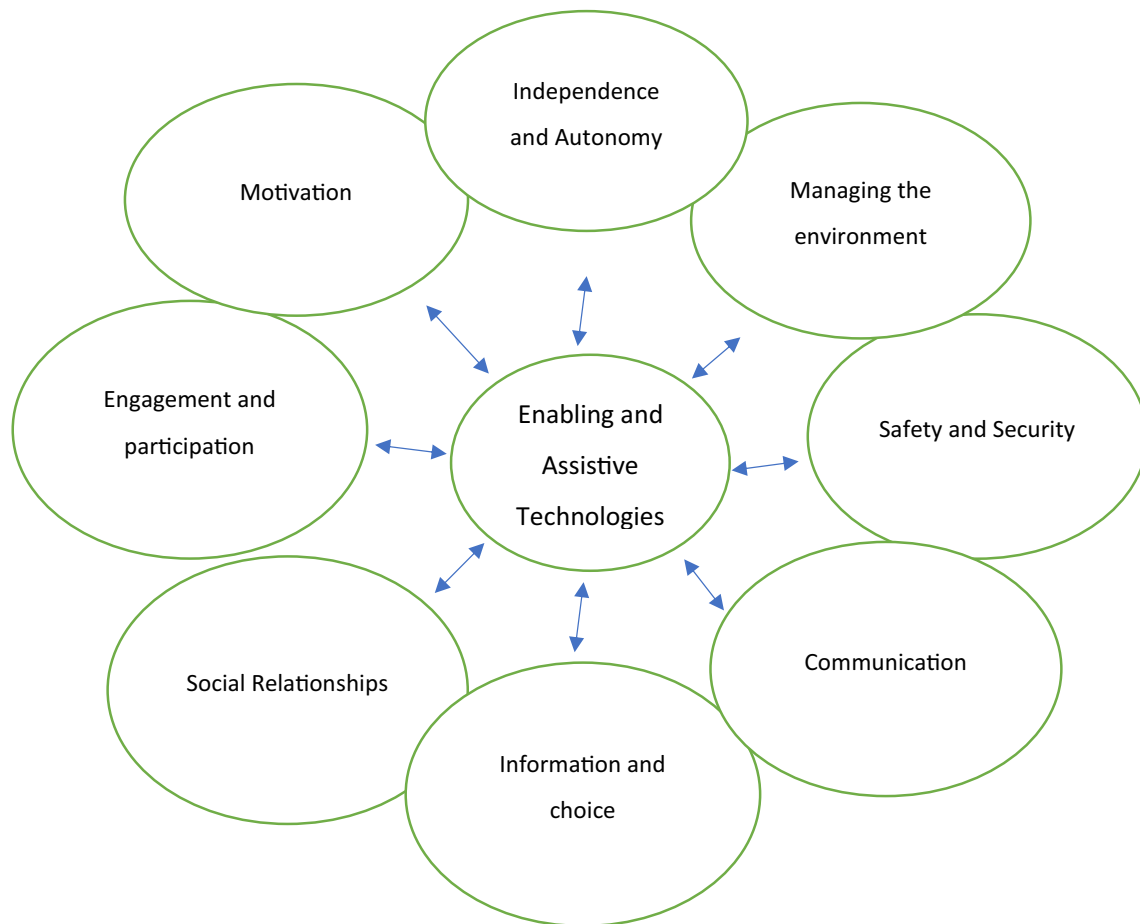 Independence
and Autonomy
Managing the
environment
Safety and Security
Communication
Information and
choice
Social Relationships
Engagement and
participation
Motivation
Enabling and
Assistive
Technologies